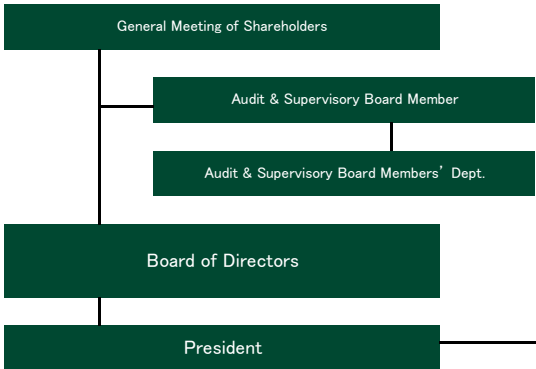 General Meeting of Shareholders
Audit & Supervisory Board Member
Audit & Supervisory Board Members’ Dept.
Board of Directors
President